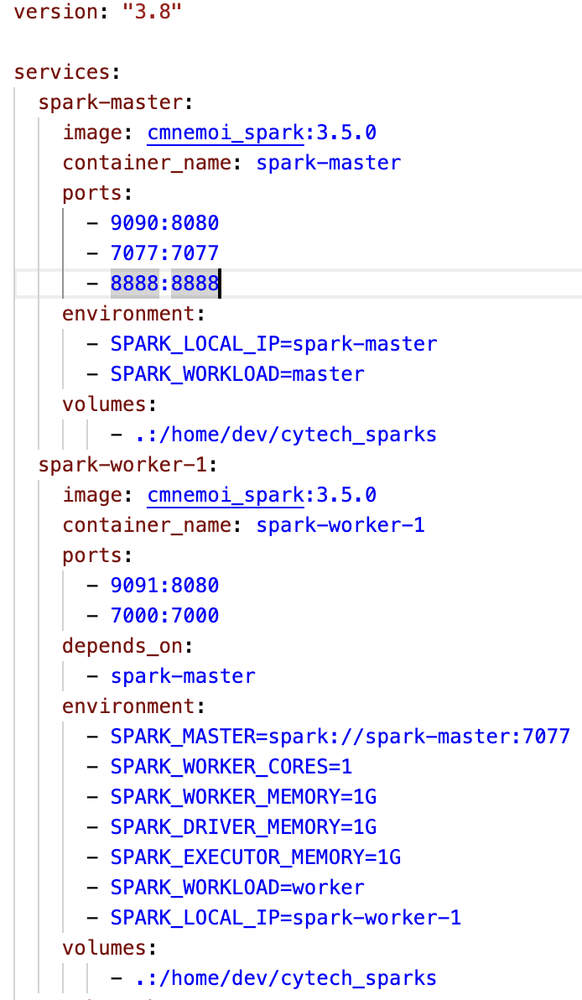 version: "3.8"
services:
spark-master:
image: cmnemoi_spark:3.5.0
container_name: spark-master
ports:
- 9090:8080
- 7077:7077
- 8888:8888
environment:
- SPARK_LOCAL_IP=spark-master
- SPARK_WORKLOAD=master
volumes:
- .:/home/dev/cytech_sparks
spark-worker-1:
image: cmnemoi_spark:3.5.0
container_name: spark-worker-1
ports:
- 9091:8080
- 7000:7000
depends_on:
- spark-master
environment:
- SPARK_MASTER=spark://spark-master:7077
- SPARK_WORKER_CORES=1
- SPARK_WORKER_MEMORY=1G
- SPARK_DRIVER_MEMORY=1G
- SPARK_EXECUTOR_MEMORY=1G
- SPARK_WORKLOAD=worker
- SPARK_LOCAL_IP=spark-worker-1
volumes:
- .:/home/dev/cytech_sparks